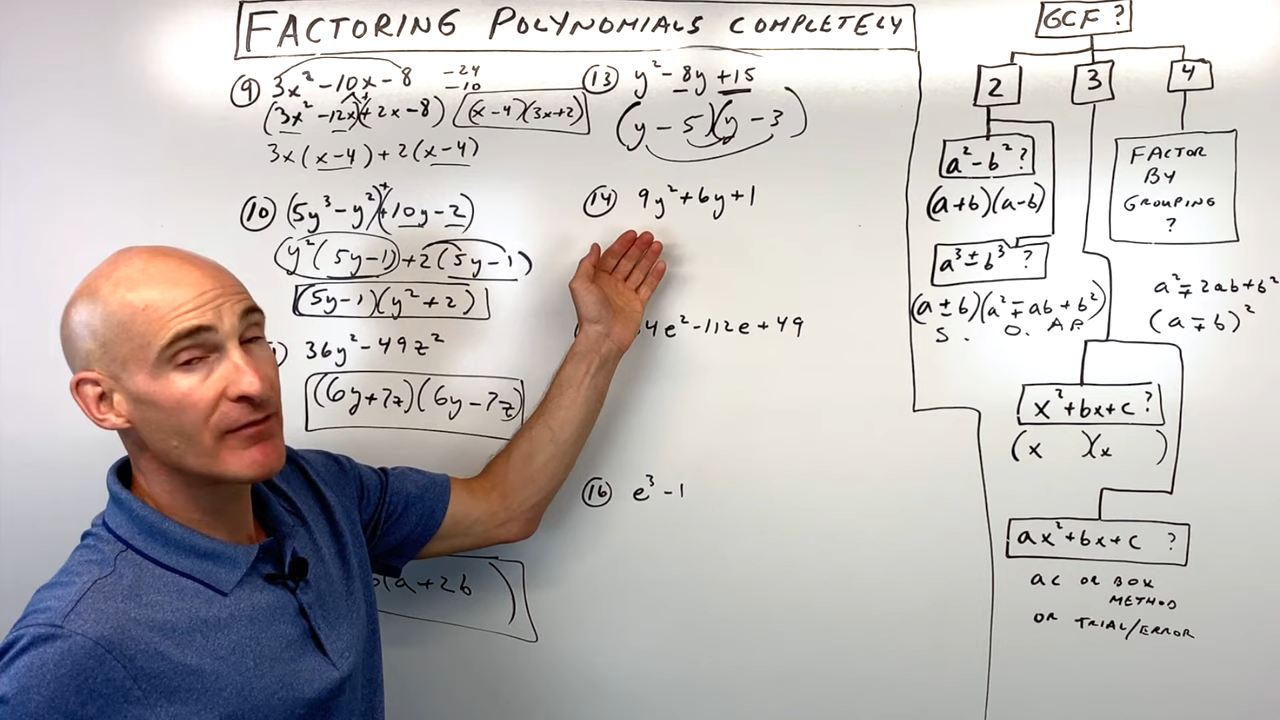 FACTORING POLYNOMIALS COMPLETELY
⑨ 3x² - 10x - 8
-24
-10
(3x² - 12x)+(2x - 8)
(x-4)(3x+2)
3x(x-4) + 2(x-4)
⑩ (5y³ - y²)+(10y - 2)
y²(5y-1) + 2(5y-1)
(5y-1)(y² + 2)
36y² - 49z²
(6y+7z)(6y-7z)
(a+2b )
⑬ y² - 8y + 15
(y - 5)(y - 3)
⑭ 9y² + 6y + 1
4e² - 112e + 49
⑯ e³ - 1
GCF ?
2 3 4
a² - b² ?
(a+b)(a-b)
a³ ± b³ ?
(a ± b)(a² ∓ ab + b²)
S. O. AP
FACTOR
BY
GROUPING
?
a² ∓ 2ab + b²
(a ∓ b)²
x² + bx + c ?
(x )(x )
ax² + bx + c ?
ac OR BOX
METHOD
OR TRIAL/ERROR